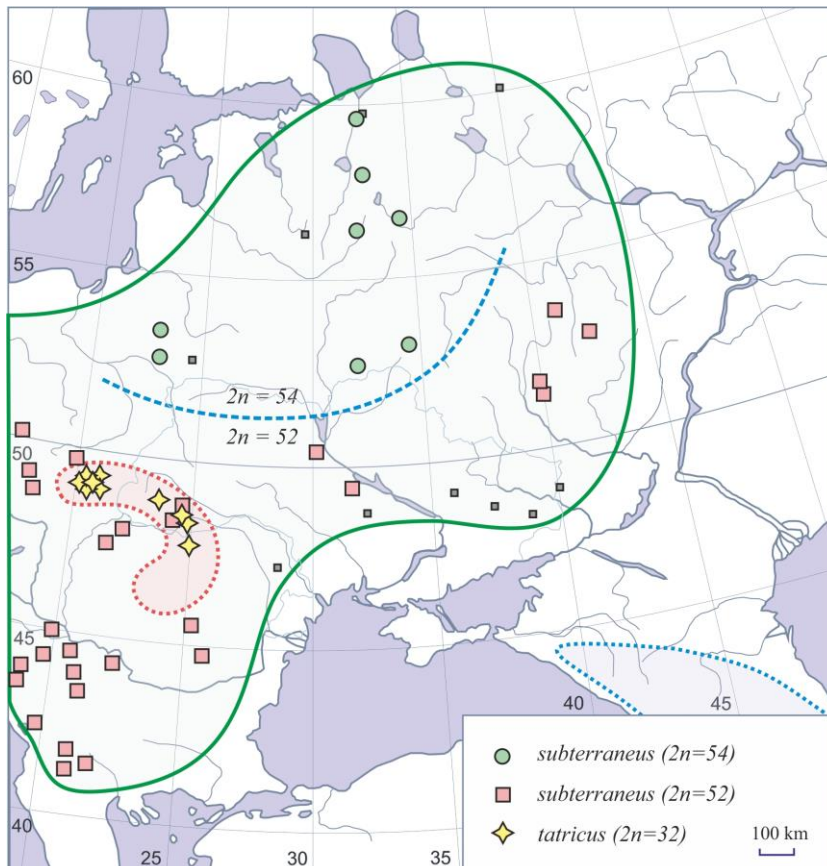 60
55
2n = 54
2n = 52
50
45
40 45
subterraneus (2n=54)
subterraneus (2n=52)
tatricus (2n=32)
100 km
40
25 30 35